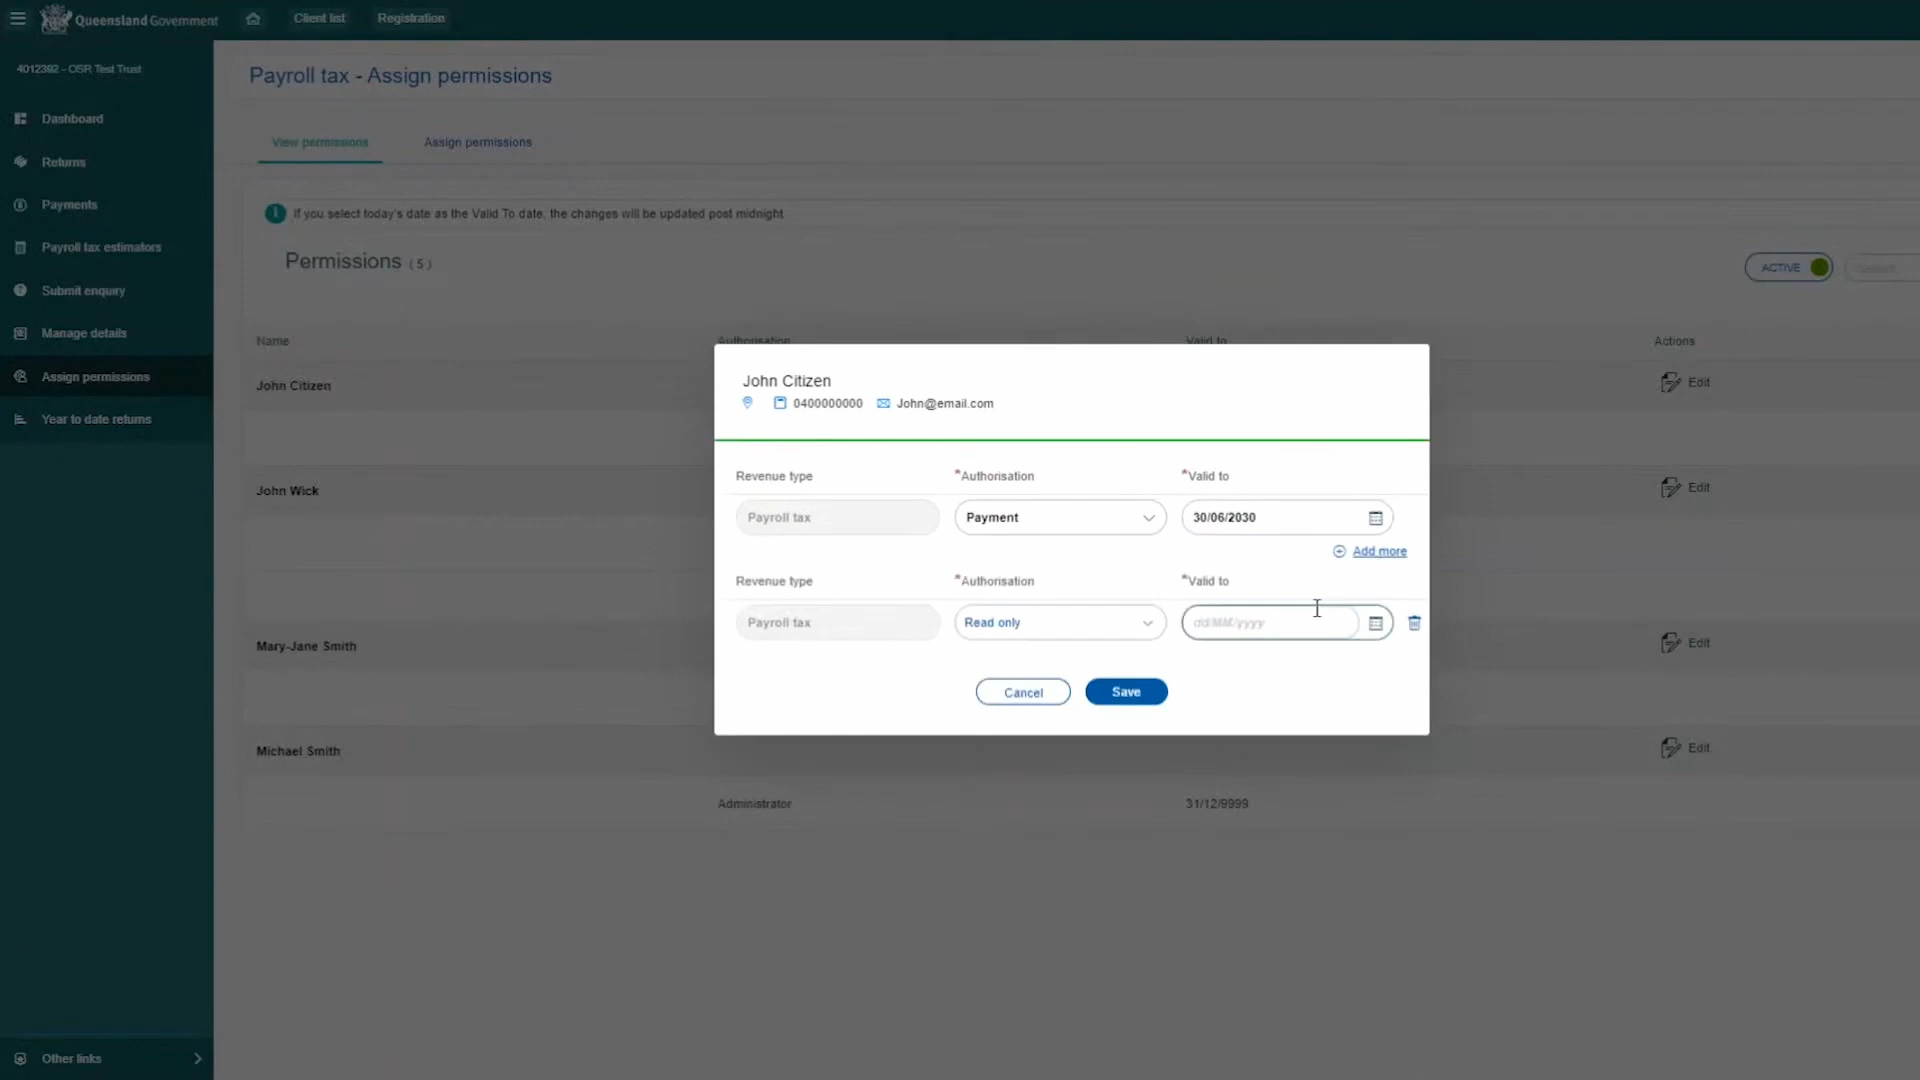 Queensland Government
Client list
Registration
4012392 - OSR Test Trust
Dashboard
Returns
Payments
Payroll tax estimators
Submit enquiry
Manage details
Assign permissions
Year to date returns
Other links
Payroll tax - Assign permissions
View permissions
Assign permissions
If you select today's date as the Valid To date, the changes will be updated post midnight
Permissions ( 5 )
ACTIVE
Name
Authorisation
Valid to
Actions
John Citizen
Edit
John Wick
Edit
Mary-Jane Smith
Edit
Michael Smith
Edit
Administrator
31/12/9999
John Citizen
0400000000
John@email.com
Revenue type
*Authorisation
*Valid to
Payroll tax
Payment
30/06/2030
Add more
Revenue type
*Authorisation
*Valid to
Payroll tax
Read only
dd/MM/yyyy
Cancel
Save